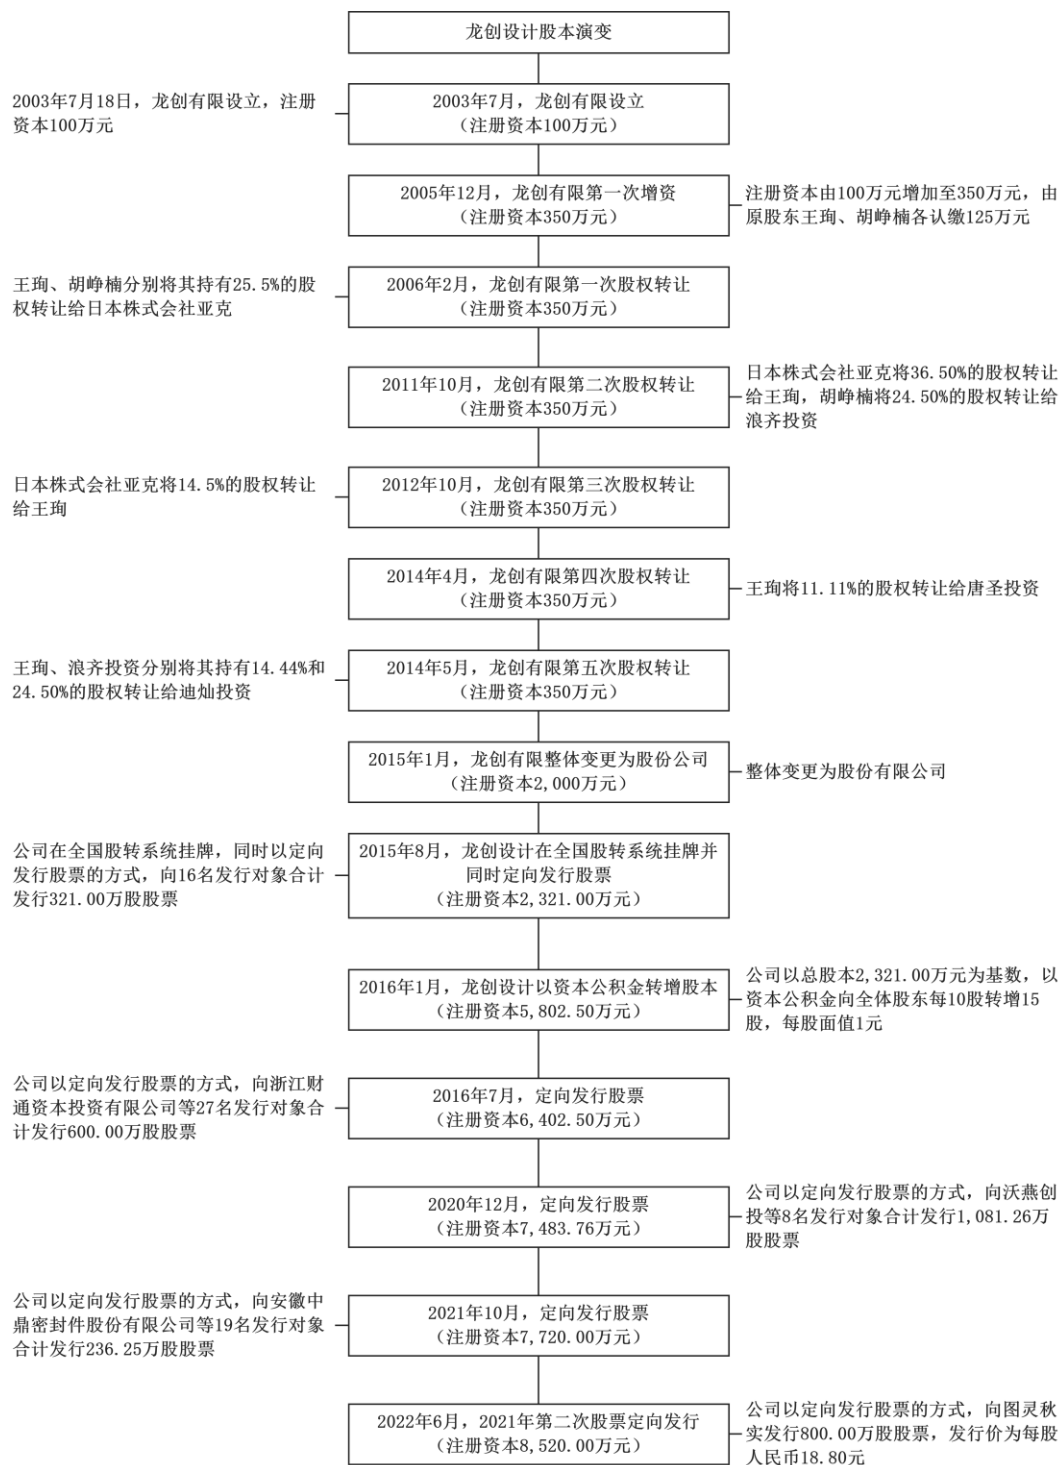 龙创设计股本演变
2003年7月18日，龙创有限设立，注册
资本100万元
2003年7月，龙创有限设立
（注册资本100万元）
2005年12月，龙创有限第一次增资
（注册资本350万元）
注册资本由100万元增加至350万元，由
原股东王珣、胡峥楠各认缴125万元
王珣、胡峥楠分别将其持有25.5%的股
权转让给日本株式会社亚克
2006年2月，龙创有限第一次股权转让
（注册资本350万元）
2011年10月，龙创有限第二次股权转让
（注册资本350万元）
日本株式会社亚克将36.50%的股权转让
给王珣，胡峥楠将24.50%的股权转让给
浪齐投资
日本株式会社亚克将14.5%的股权转让
给王珣
2012年10月，龙创有限第三次股权转让
（注册资本350万元）
2014年4月，龙创有限第四次股权转让
（注册资本350万元）
王珣将11.11%的股权转让给唐圣投资
王珣、浪齐投资分别将其持有14.44%和
24.50%的股权转让给迪灿投资
2014年5月，龙创有限第五次股权转让
（注册资本350万元）
2015年1月，龙创有限整体变更为股份公司
（注册资本2,000万元）
整体变更为股份有限公司
公司在全国股转系统挂牌，同时以定向
发行股票的方式，向16名发行对象合计
发行321.00万股股票
2015年8月，龙创设计在全国股转系统挂牌并
同时定向发行股票
（注册资本2,321.00万元）
2016年1月，龙创设计以资本公积金转增股本
（注册资本5,802.50万元）
公司以总股本2,321.00万元为基数，以
资本公积金向全体股东每10股转增15
股，每股面值1元
公司以定向发行股票的方式，向浙江财
通资本投资有限公司等27名发行对象合
计发行600.00万股股票
2016年7月，定向发行股票
（注册资本6,402.50万元）
2020年12月，定向发行股票
（注册资本7,483.76万元）
公司以定向发行股票的方式，向沃燕创
投等8名发行对象合计发行1,081.26万
股股票
公司以定向发行股票的方式，向安徽中
鼎密封件股份有限公司等19名发行对象
合计发行236.25万股股票
2021年10月，定向发行股票
（注册资本7,720.00万元）
2022年6月，2021年第二次股票定向发行
（注册资本8,520.00万元）
公司以定向发行股票的方式，向图灵秋
实发行800.00万股股票，发行价为每股
人民币18.80元